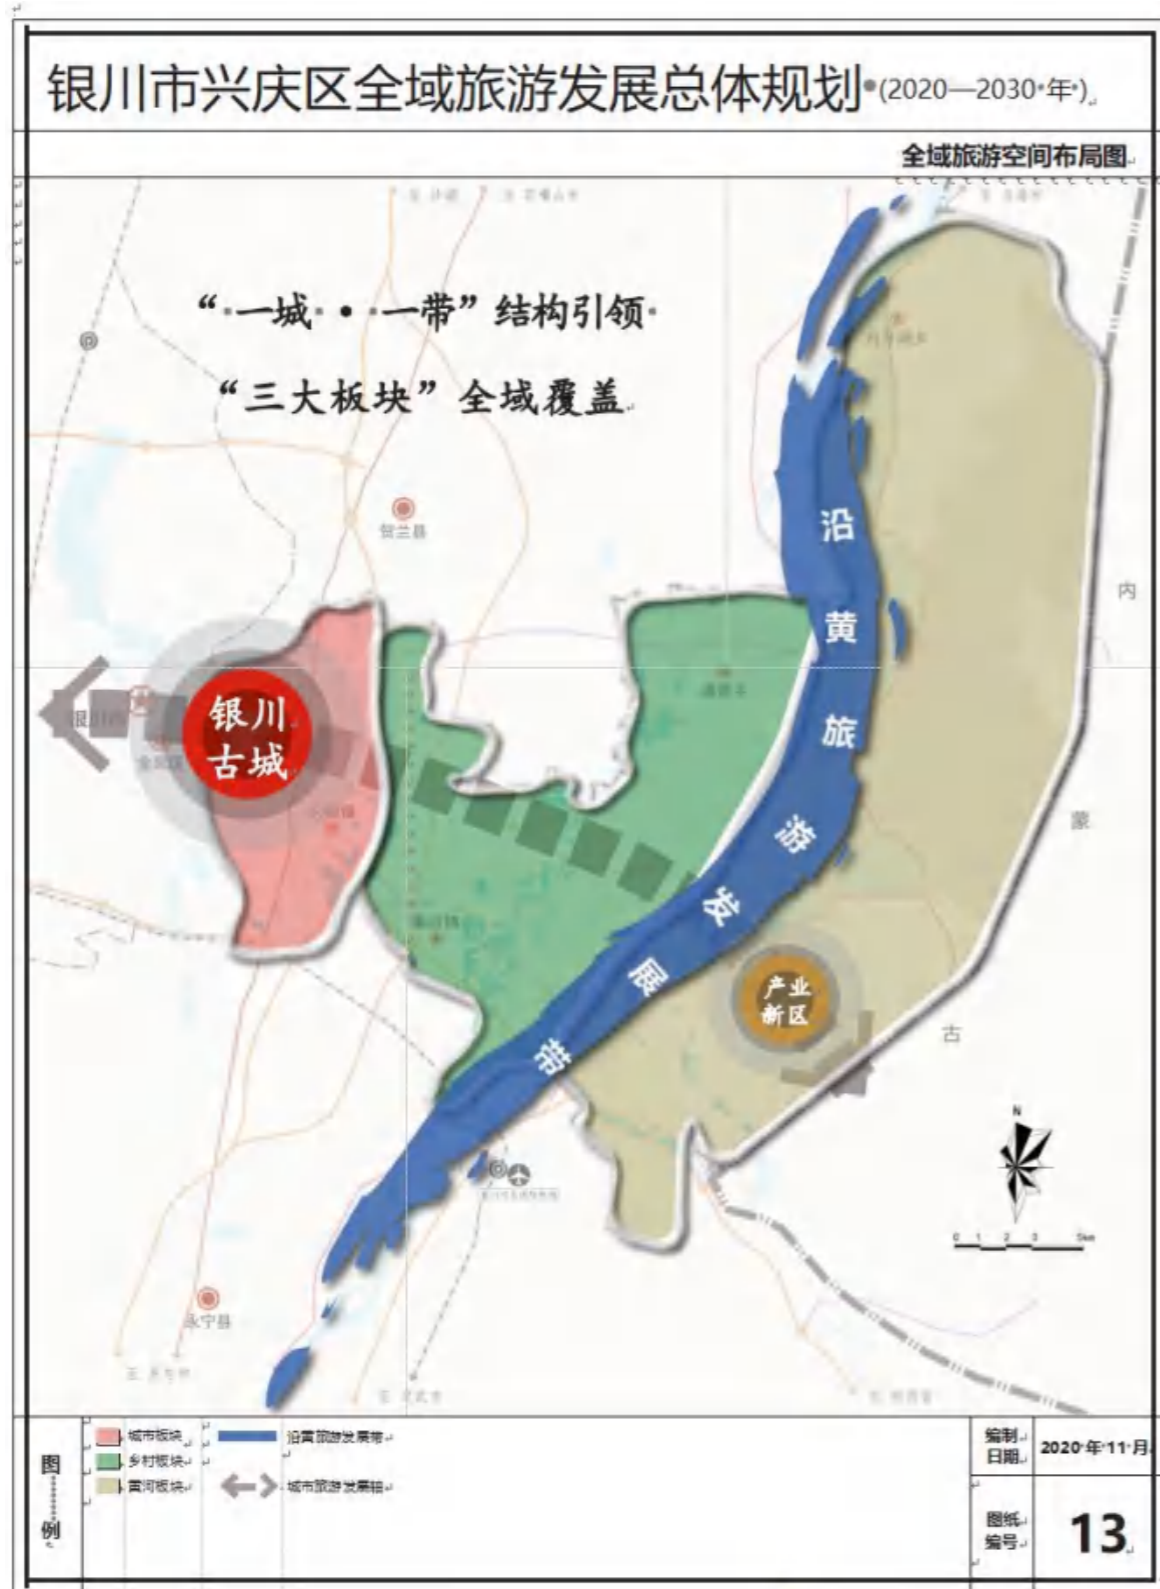 银川市兴庆区全域旅游发展总体规划(2020—2030年)
全域旅游空间布局图
“一城·一带”结构引领
“三大板块”全域覆盖
贺兰县
银川
古城
沿黄旅游发展带
产业
新区
内蒙古
永宁县
N
0 1 2 3 5km
图例
城市板块
乡村板块
黄河板块
沿黄旅游发展带
城市旅游发展轴
编制日期
2020年11月
图纸编号
13